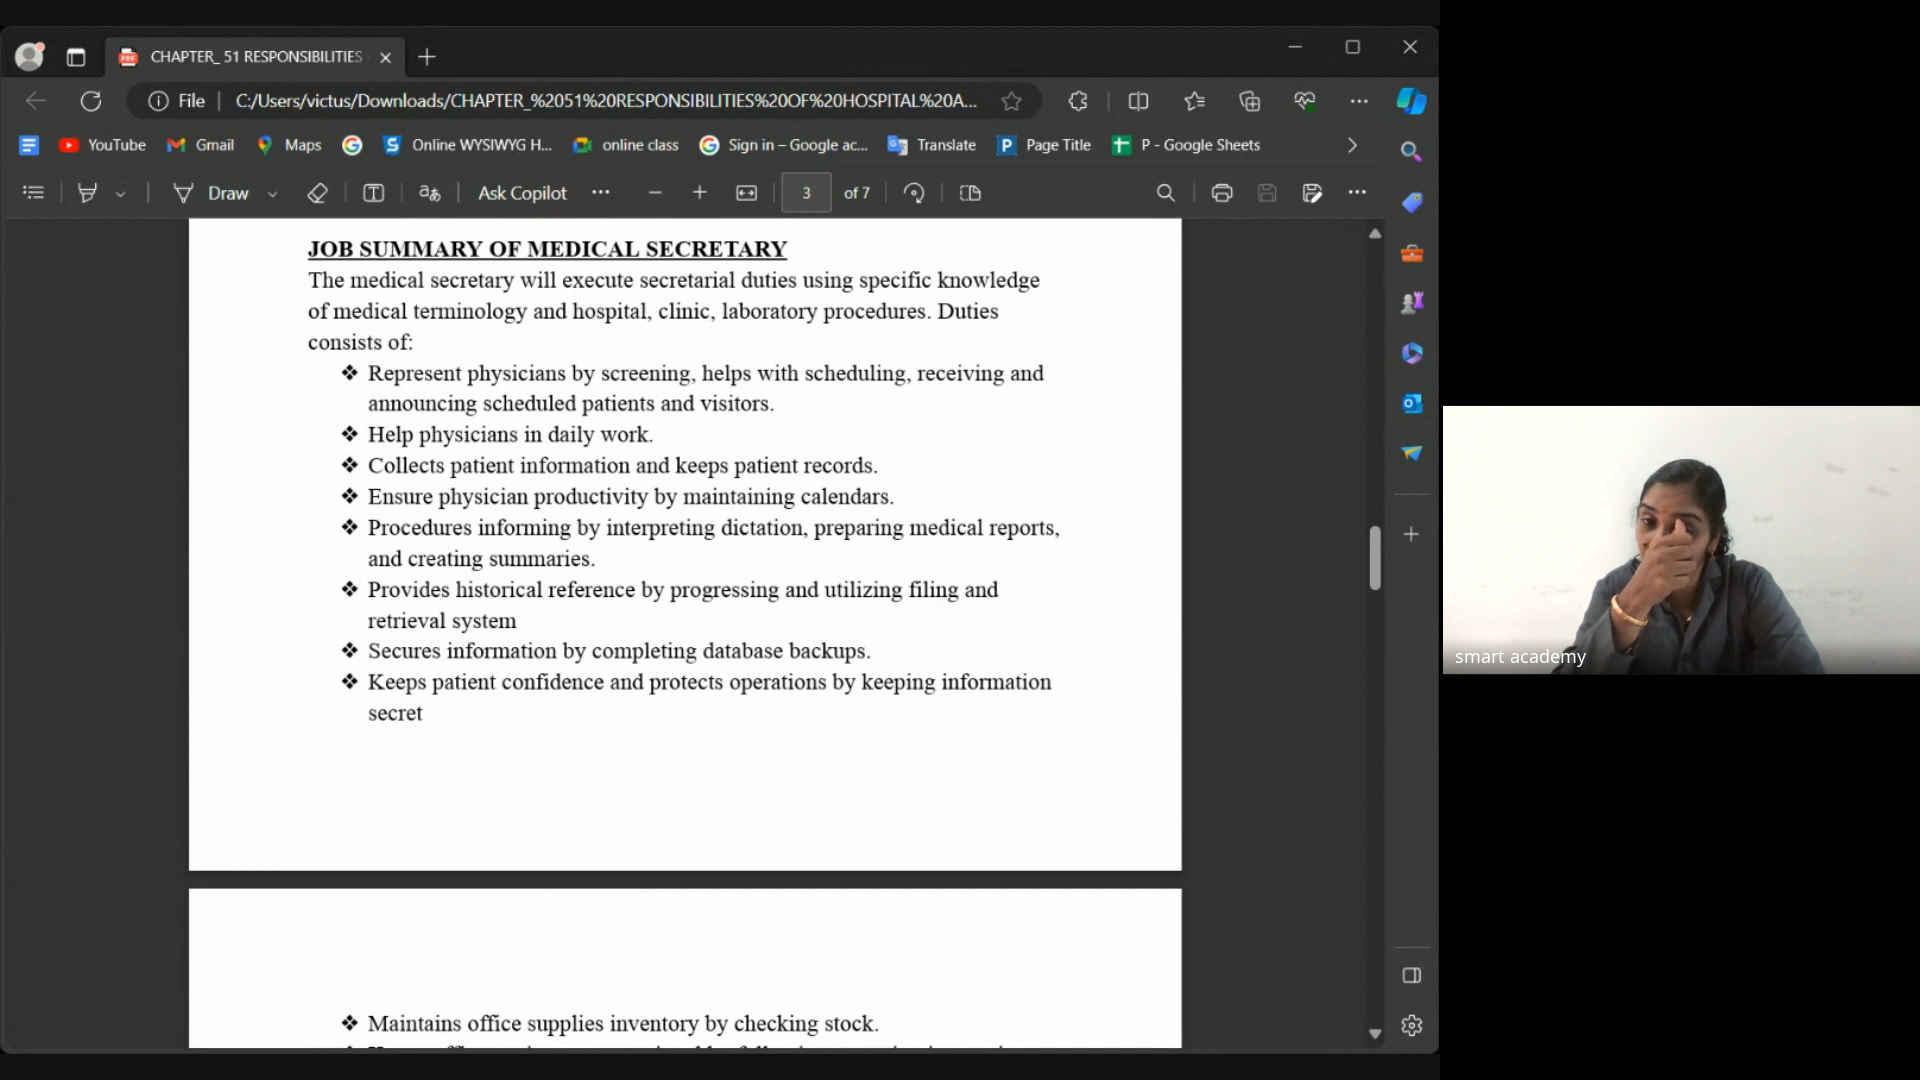 CHAPTER_ 51 RESPONSIBILITIES
File
C:/Users/victus/Downloads/CHAPTER_%2051%20RESPONSIBILITIES%20OF%20HOSPITAL%20A...
YouTube Gmail Maps Online WYSIWYG H... online class Sign in – Google ac... Translate Page Title P - Google Sheets
Draw Ask Copilot 3 of 7
JOB SUMMARY OF MEDICAL SECRETARY
The medical secretary will execute secretarial duties using specific knowledge
of medical terminology and hospital, clinic, laboratory procedures. Duties
consists of:
❖ Represent physicians by screening, helps with scheduling, receiving and
announcing scheduled patients and visitors.
❖ Help physicians in daily work.
❖ Collects patient information and keeps patient records.
❖ Ensure physician productivity by maintaining calendars.
❖ Procedures informing by interpreting dictation, preparing medical reports,
and creating summaries.
❖ Provides historical reference by progressing and utilizing filing and
retrieval system
❖ Secures information by completing database backups.
❖ Keeps patient confidence and protects operations by keeping information
secret
❖ Maintains office supplies inventory by checking stock.
smart academy